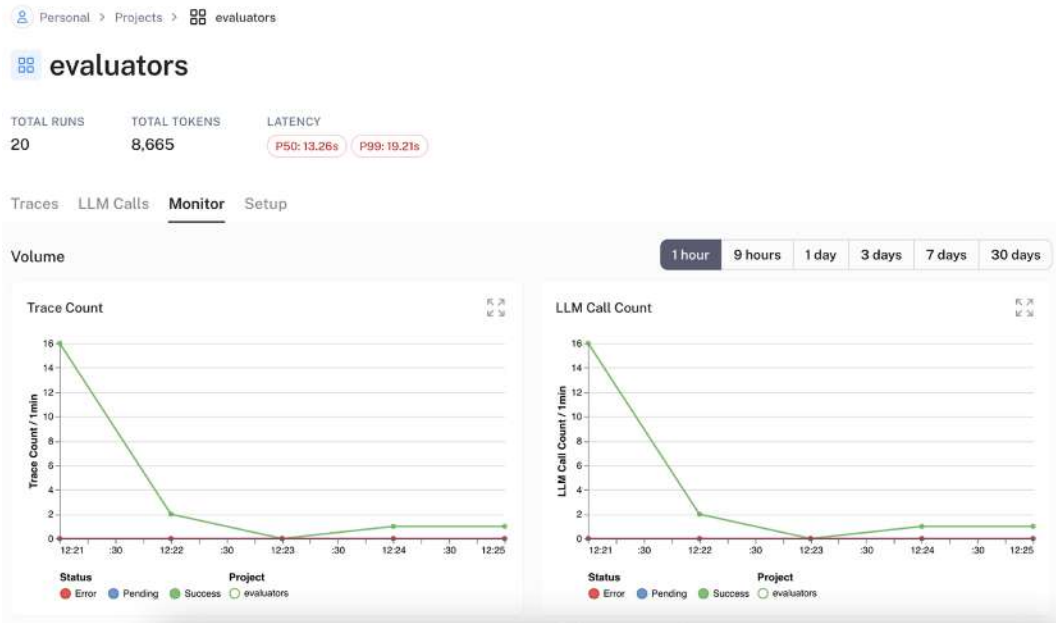 Personal > Projects > evaluators
evaluators
TOTAL RUNS TOTAL TOKENS LATENCY
20 8,665 P50: 13.26s P99: 19.21s
Traces LLM Calls Monitor Setup
Volume 1 hour 9 hours 1 day 3 days 7 days 30 days
Trace Count
Trace Count / 1min
16
14
12
10
8
6
4
2
0
12:21 :30 12:22 :30 12:23 :30 12:24 :30 12:25
Status Project
Error Pending Success evaluators
LLM Call Count
LLM Call Count / 1min
16
14
12
10
8
6
4
2
0
12:21 :30 12:22 :30 12:23 :30 12:24 :30 12:25
Status Project
Error Pending Success evaluators